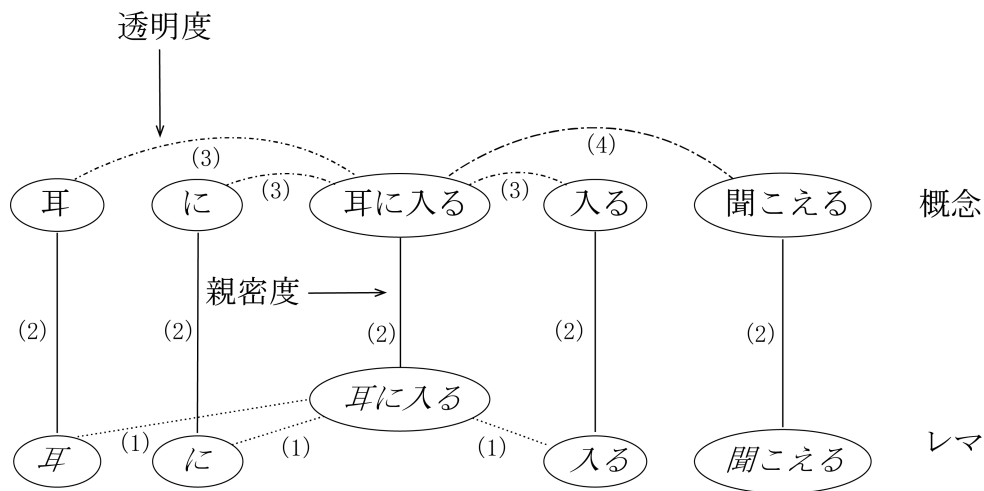 透明度
(3)
(4)
(3)
(3)
耳 に 耳に入る 入る 聞こえる 概念
親密度
(2) (2) (2) (2) (2)
耳に入る
(1) (1) (1)
耳 に 入る 聞こえる レマ